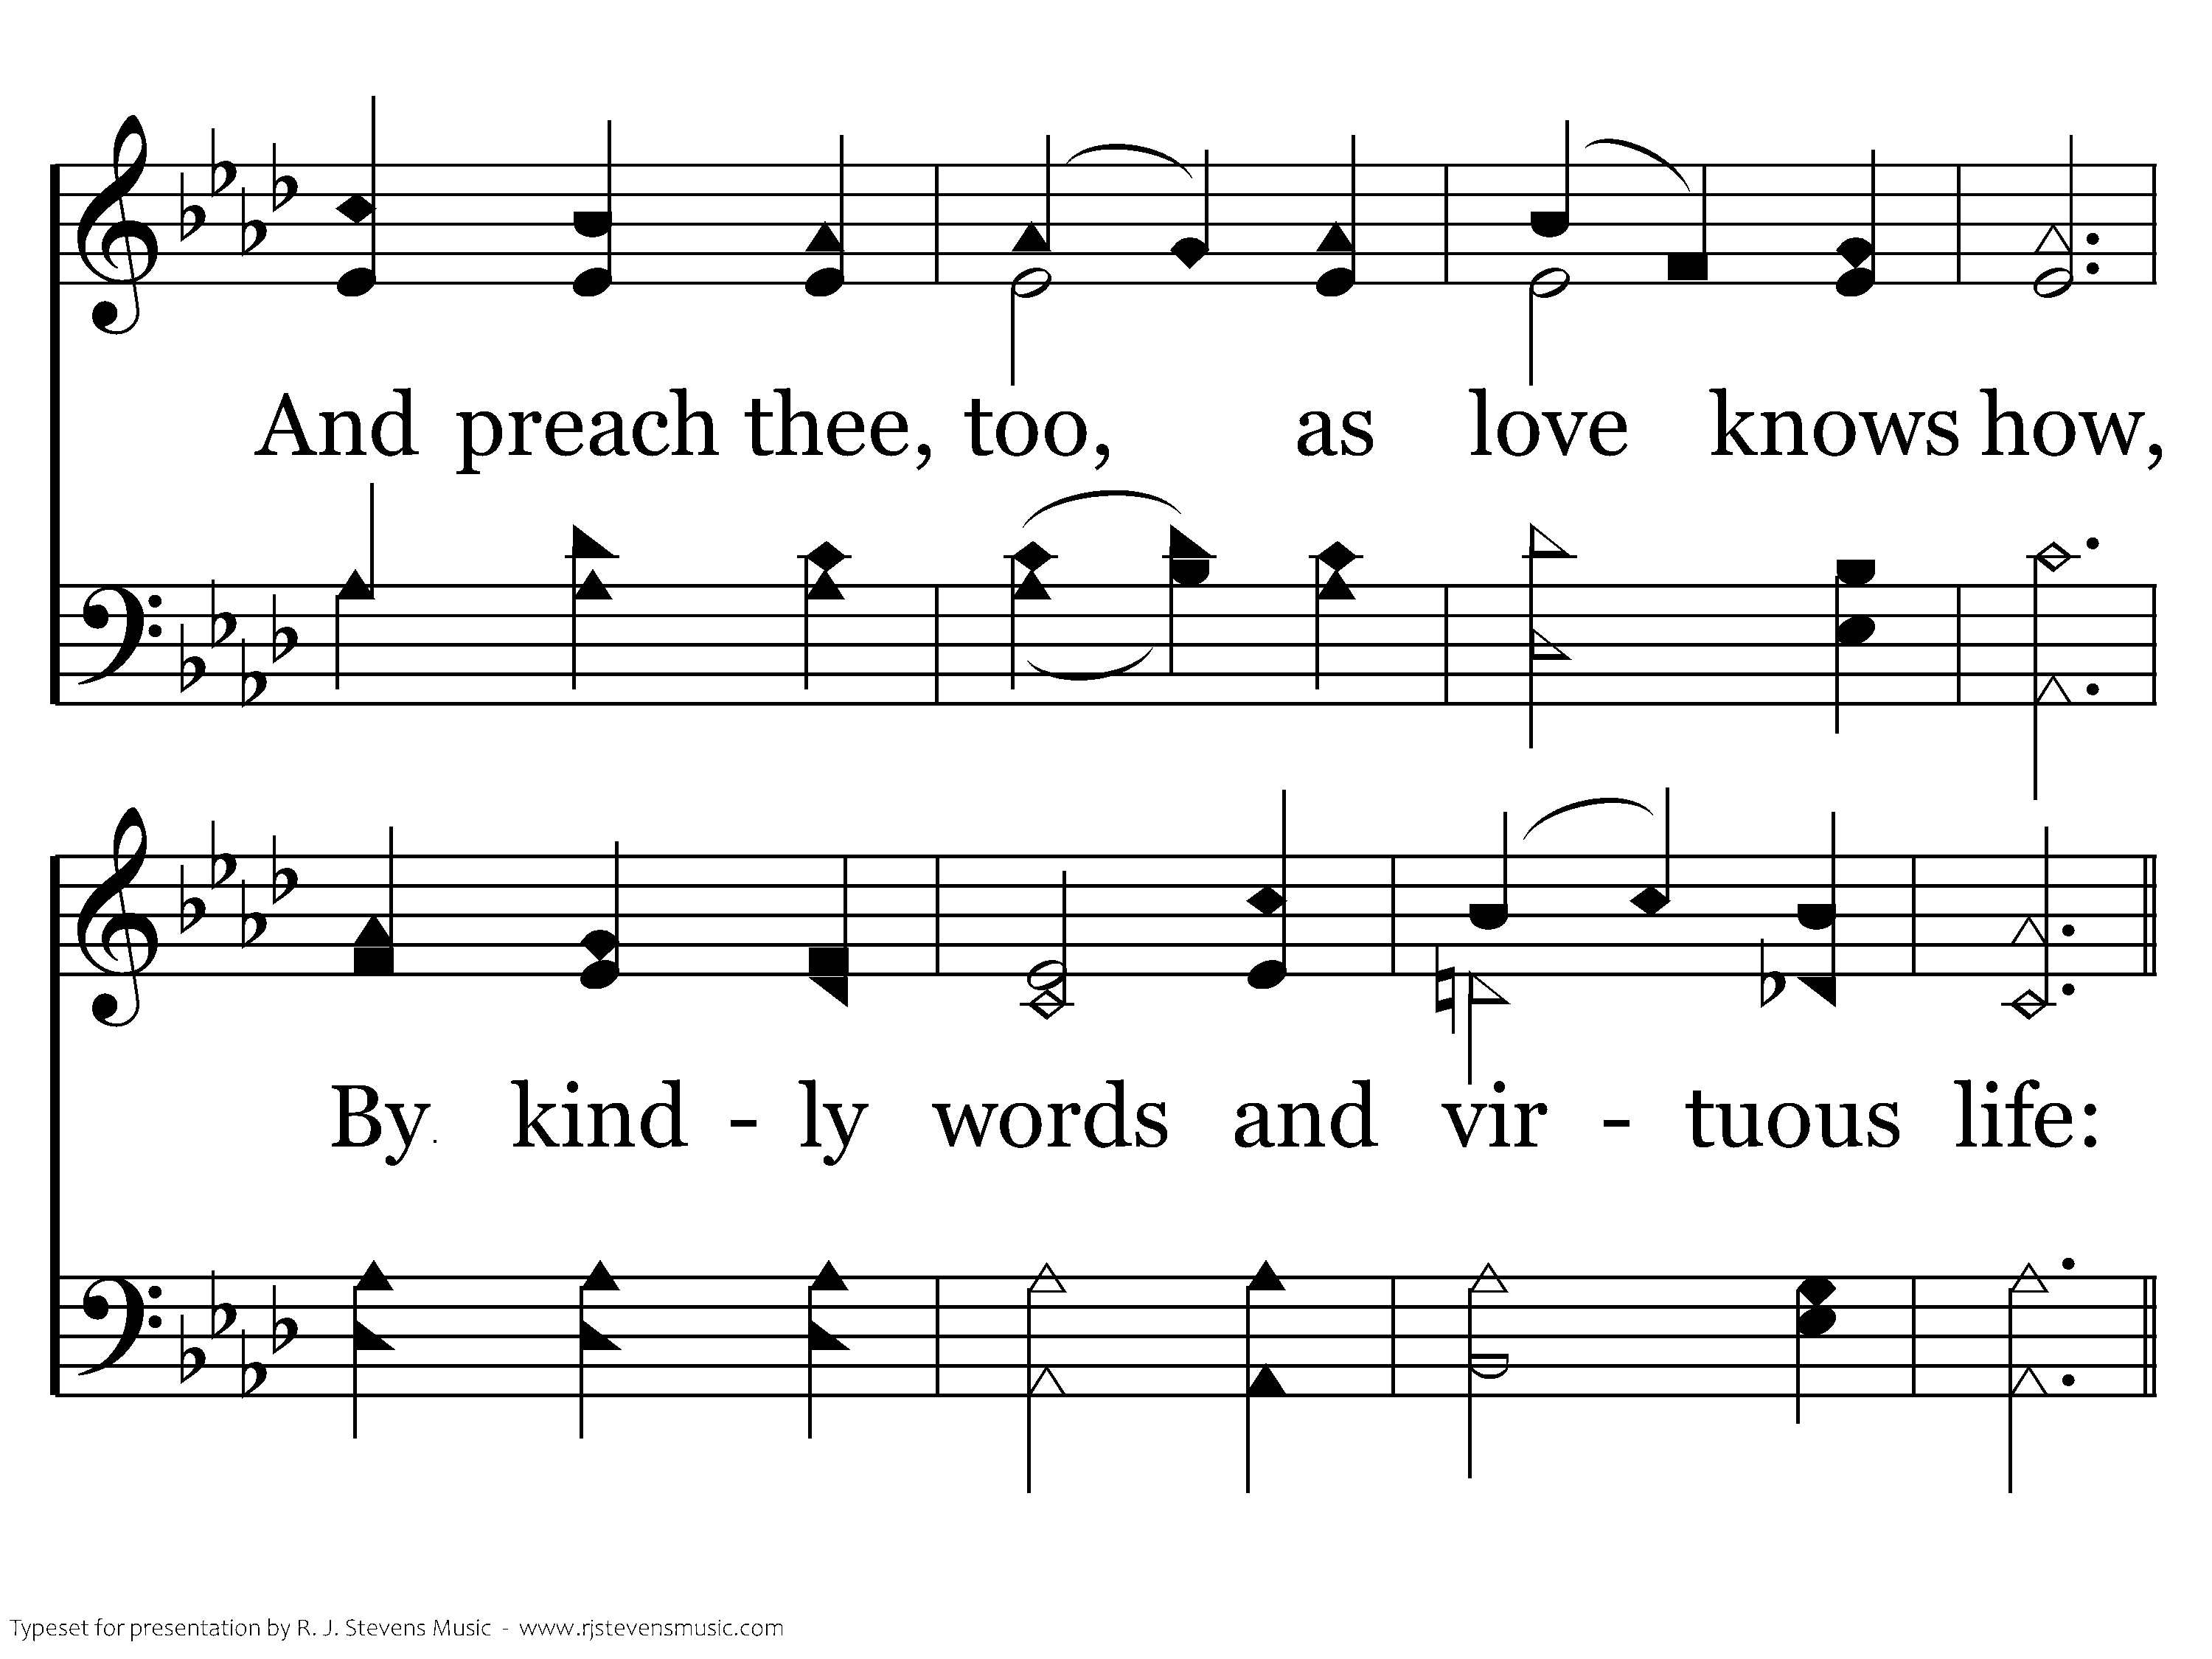 And preach thee, too, as love knows how,
By kind - ly words and vir - tuous life:
Typeset for presentation by R. J. Stevens Music - www.rjstevensmusic.com